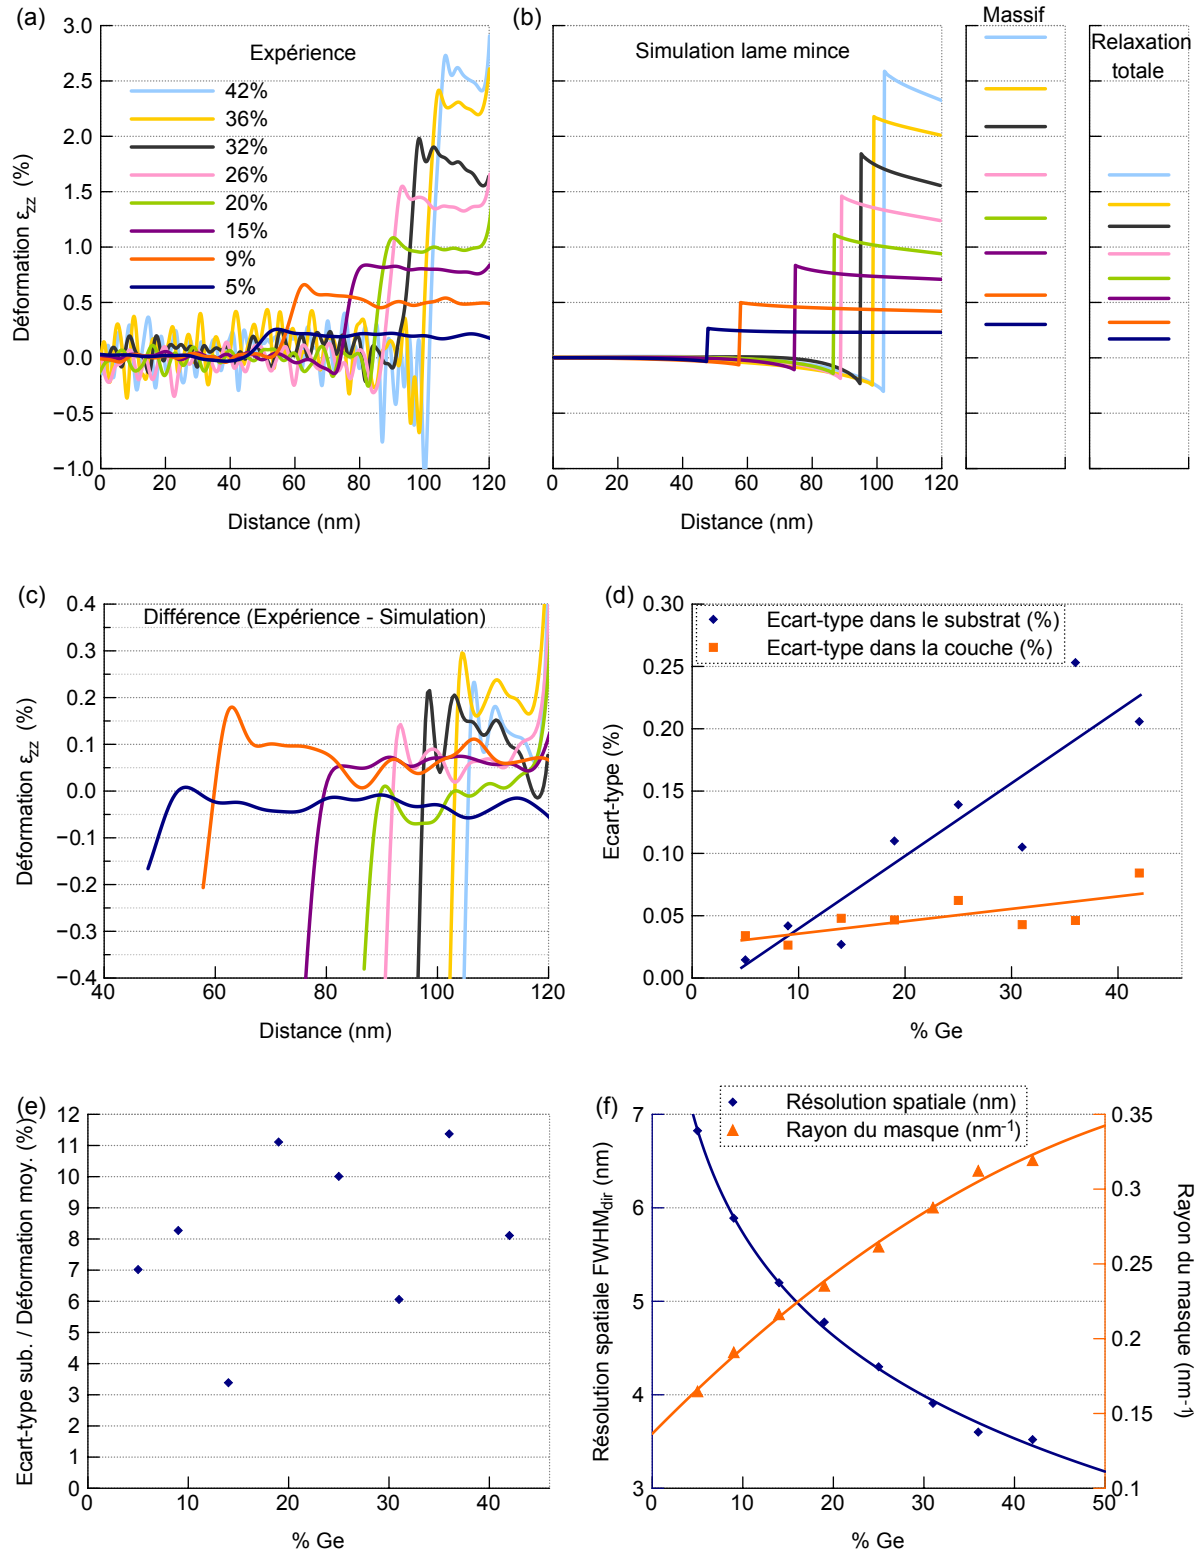 (a)
Expérience
42%
36%
32%
26%
20%
15%
9%
5%
3.0
2.5
2.0
1.5
1.0
0.5
0.0
−0.5
−1.0
Déformation εzz (%)
0 20 40 60 80 100 120
Distance (nm)
(b)
Simulation lame mince
0 20 40 60 80 100 120
Distance (nm)
Massif
Relaxation
totale
(c)
Différence (Expérience - Simulation)
0.4
0.3
0.2
0.1
0.0
−0.1
−0.2
−0.3
−0.4
Déformation εzz (%)
40 60 80 100 120
Distance (nm)
(d)
Ecart-type dans le substrat (%)
Ecart-type dans la couche (%)
0.30
0.25
0.20
0.15
0.10
0.05
0.00
Ecart-type (%)
0 10 20 30 40
% Ge
(e)
12
11
10
9
8
7
6
5
4
3
2
1
0
Ecart-type sub. / Déformation moy. (%)
0 10 20 30 40
% Ge
(f)
Résolution spatiale (nm)
Rayon du masque (nm-1)
7
6
5
4
3
Résolution spatiale FWHMdir (nm)
0.35
0.3
0.25
0.2
0.15
0.1
Rayon du masque (nm-1)
0 10 20 30 40 50
% Ge